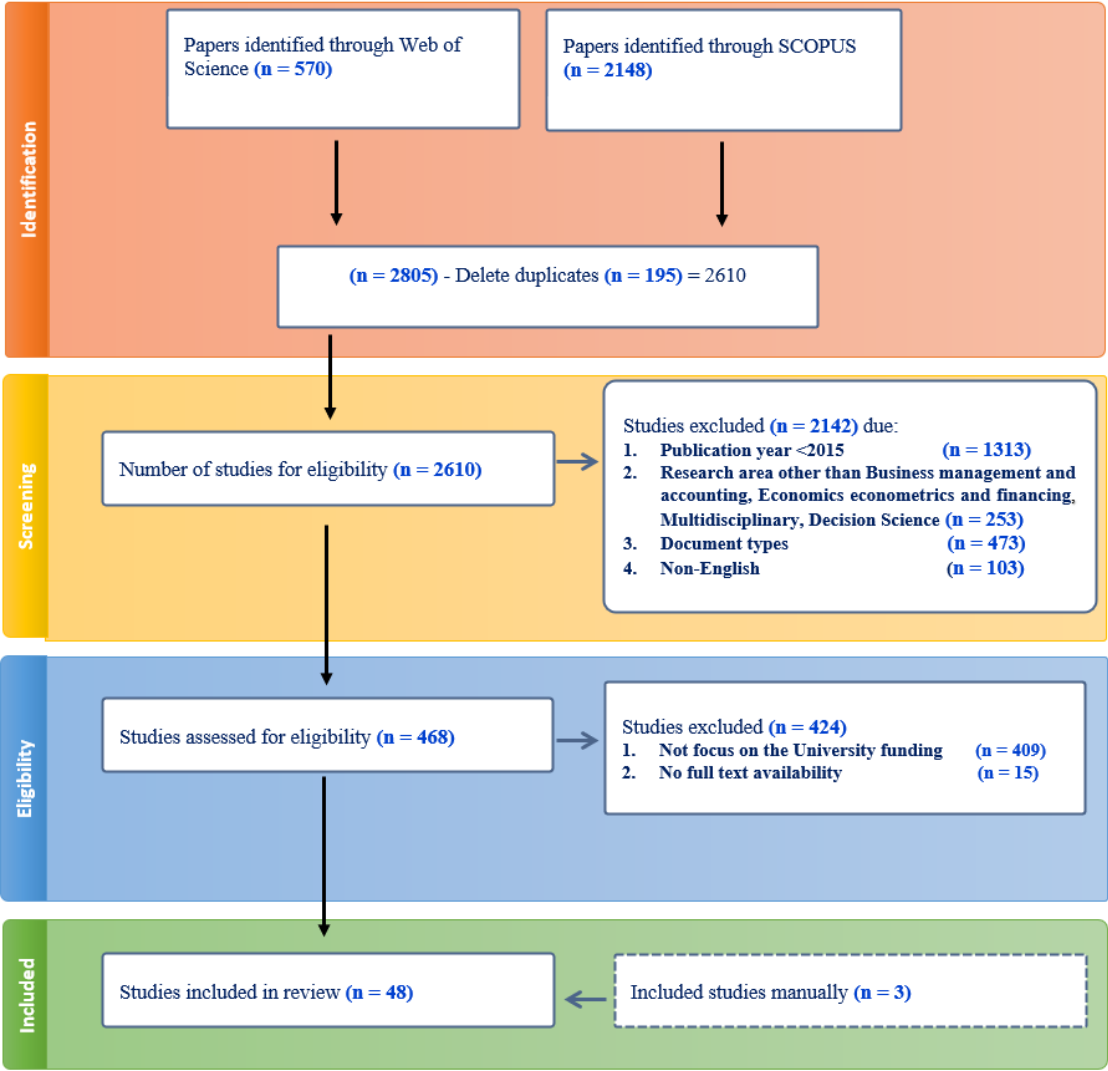 Identification
Papers identified through Web of
Science (n = 570)
Papers identified through SCOPUS
(n = 2148)
(n = 2805) - Delete duplicates (n = 195) = 2610
Screening
Number of studies for eligibility (n = 2610)
Studies excluded (n = 2142) due:
1. Publication year <2015 (n = 1313)
2. Research area other than Business management and
accounting, Economics econometrics and financing,
Multidisciplinary, Decision Science (n = 253)
3. Document types (n = 473)
4. Non-English (n = 103)
Eligibility
Studies assessed for eligibility (n = 468)
Studies excluded (n = 424)
1. Not focus on the University funding (n = 409)
2. No full text availability (n = 15)
Included
Studies included in review (n = 48)
Included studies manually (n = 3)